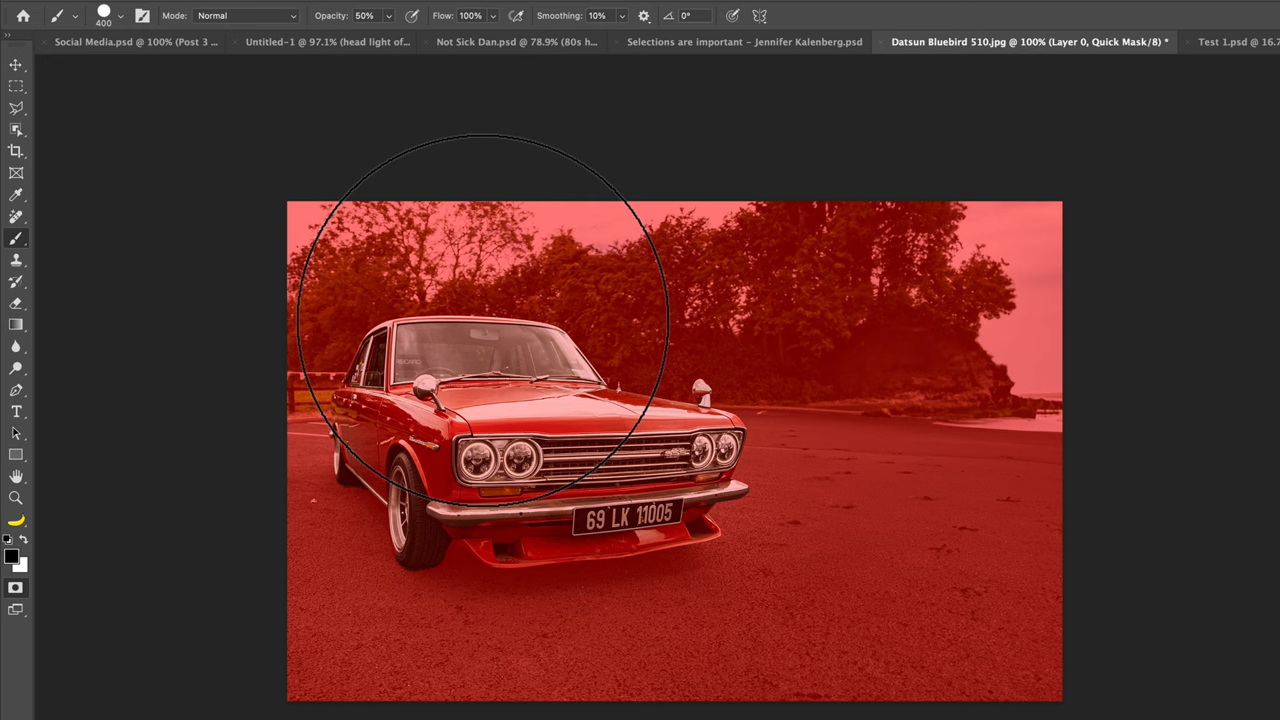 Mode: Normal Opacity: 50% Flow: 100% Smoothing: 10% 0°
400
Social Media.psd @ 100% (Post 3 ...
Untitled-1 @ 97.1% (head light of...
Not Sick Dan.psd @ 78.9% (80s h...
Selections are important - Jennifer Kalenberg.psd
Datsun Bluebird 510.jpg @ 100% (Layer 0, Quick Mask/8) *
Test 1.psd @ 16.7
T
RECARO
69 LK 11005